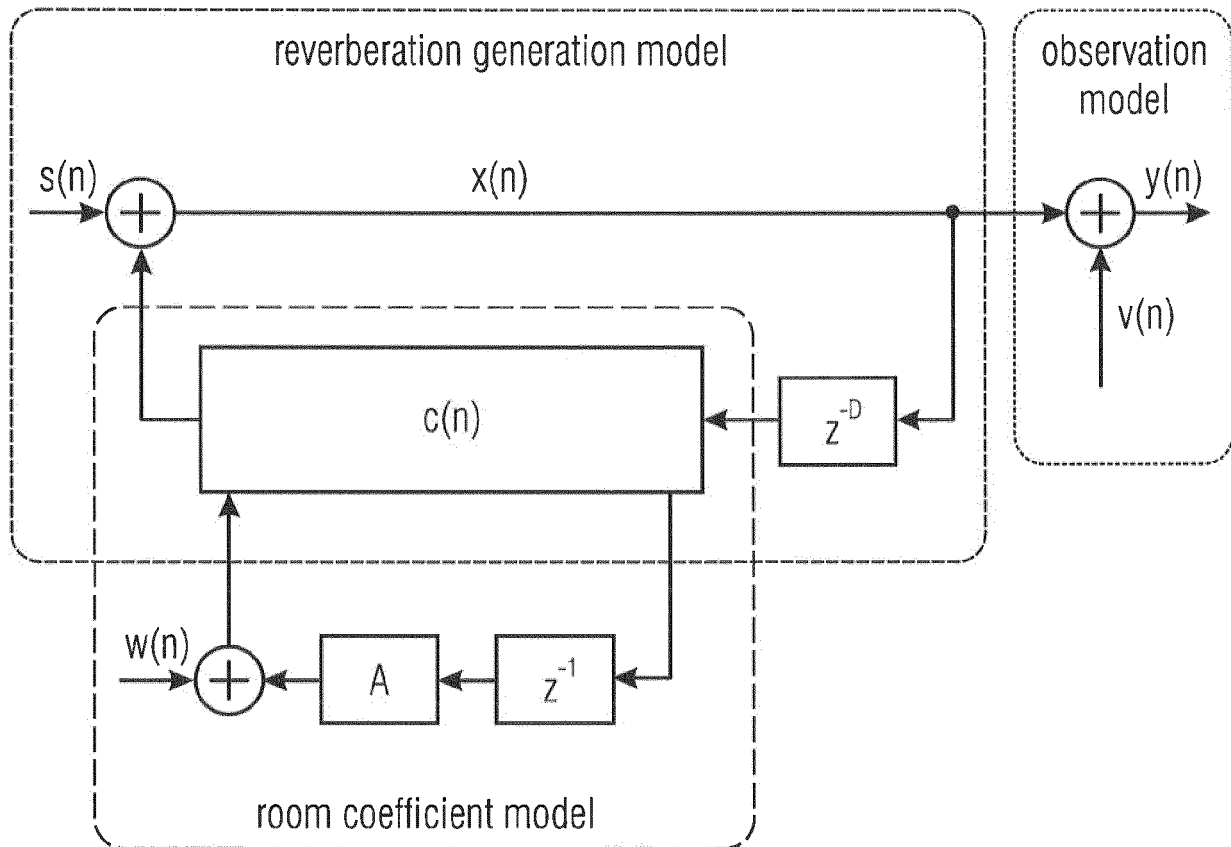 reverberation generation model
observation
model
s(n)
+
x(n)
+
y(n)
v(n)
c(n)
z^-D
w(n)
+
A
z^-1
room coefficient model